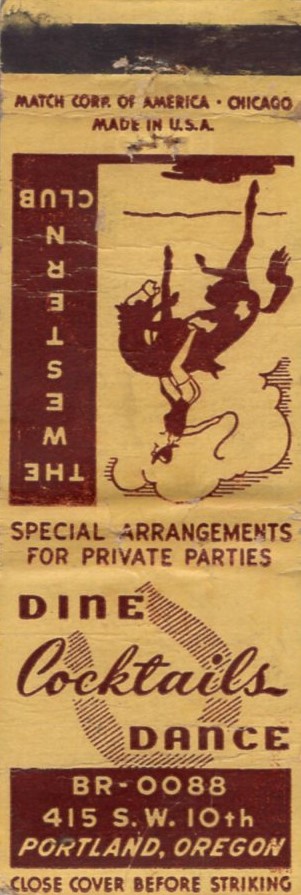 MATCH CORP. OF AMERICA • CHICAGO
MADE IN U.S.A.
THE
WESTERN
CLUB
SPECIAL ARRANGEMENTS
FOR PRIVATE PARTIES
DINE
Cocktails
DANCE
BR-0088
415 S.W. 10th
PORTLAND, OREGON
CLOSE COVER BEFORE STRIKING